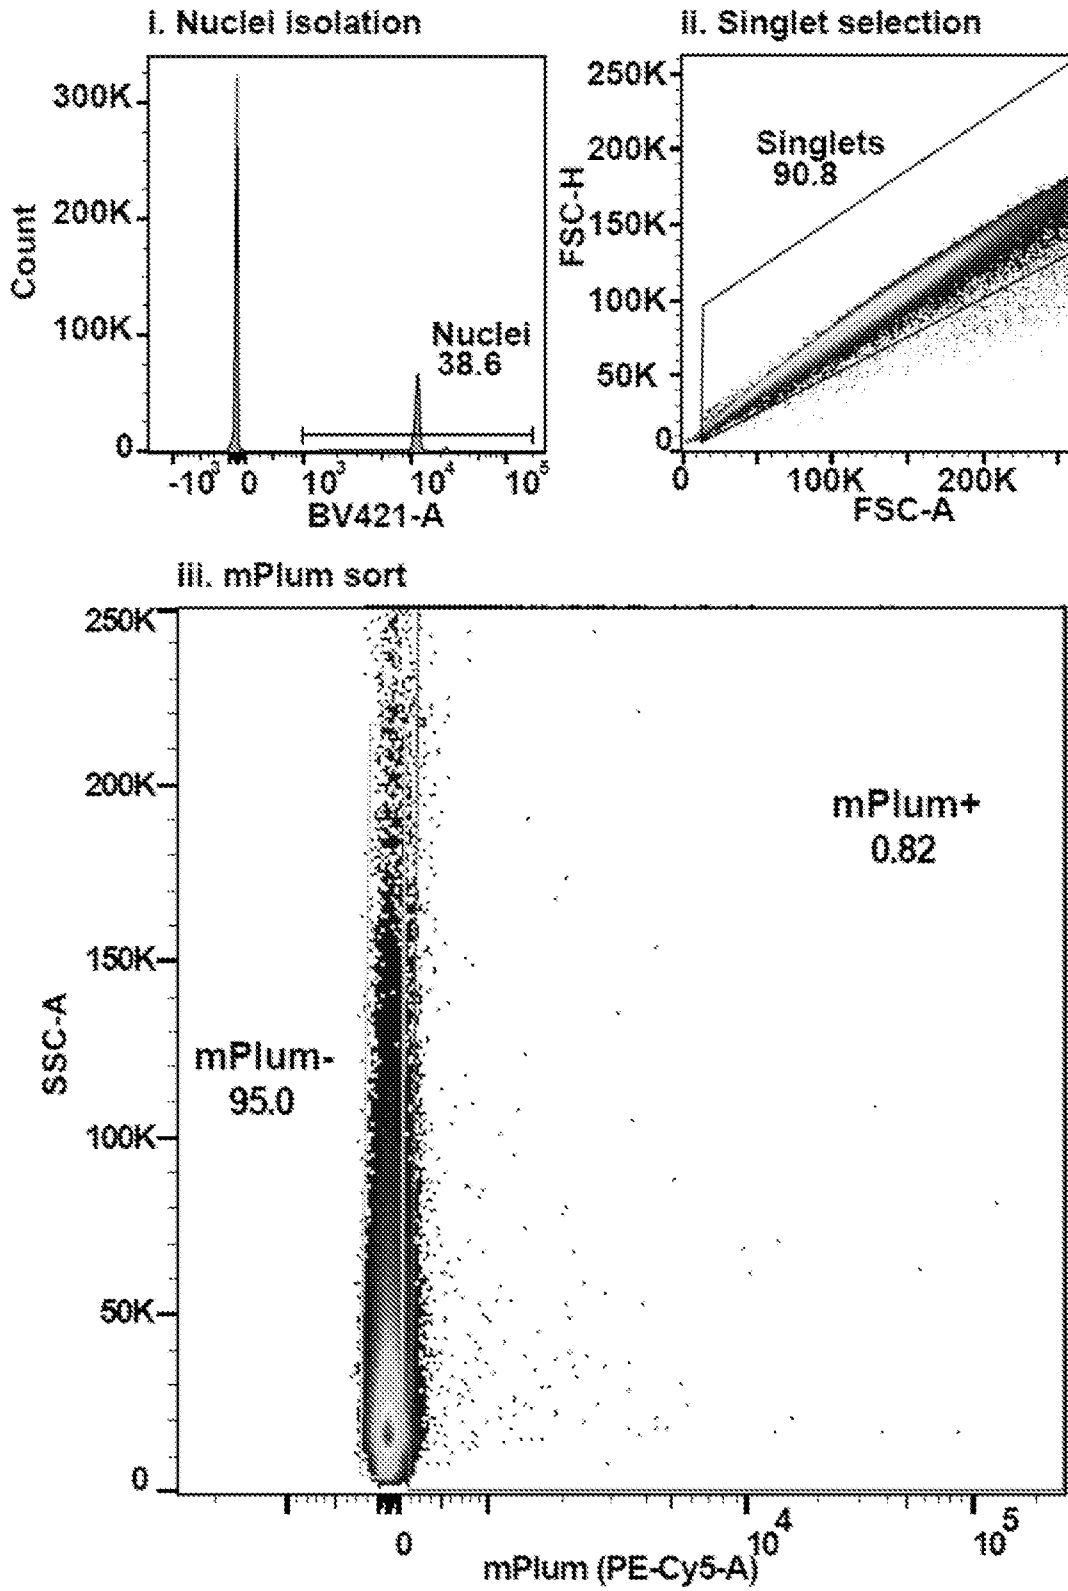 i. Nuclei isolation
300K
200K
100K
0
Count
Nuclei
38.6
-10³ 0 10³ 10⁴ 10⁵
BV421-A
ii. Singlet selection
250K
200K
150K
100K
50K
0
FSC-H
Singlets
90.8
0 100K 200K
FSC-A
iii. mPlum sort
250K
200K
150K
100K
50K
0
SSC-A
mPlum+
0.82
mPlum-
95.0
0 10⁴ 10⁵
mPlum (PE-Cy5-A)